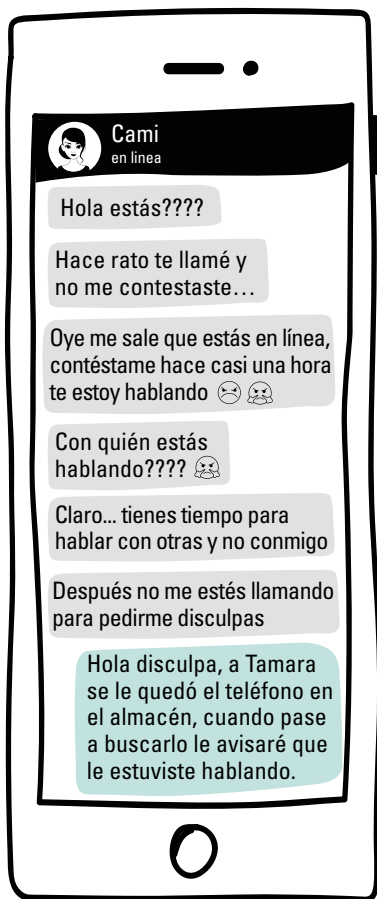 Cami
en linea
Hola estás????
Hace rato te llamé y
no me contestaste...
Oye me sale que estás en línea,
contéstame hace casi una hora
te estoy hablando
Con quién estás
hablando????
Claro... tienes tiempo para
hablar con otras y no conmigo
Después no me estés llamando
para pedirme disculpas
Hola disculpa, a Tamara
se le quedó el teléfono en
el almacén, cuando pase
a buscarlo le avisaré que
le estuviste hablando.